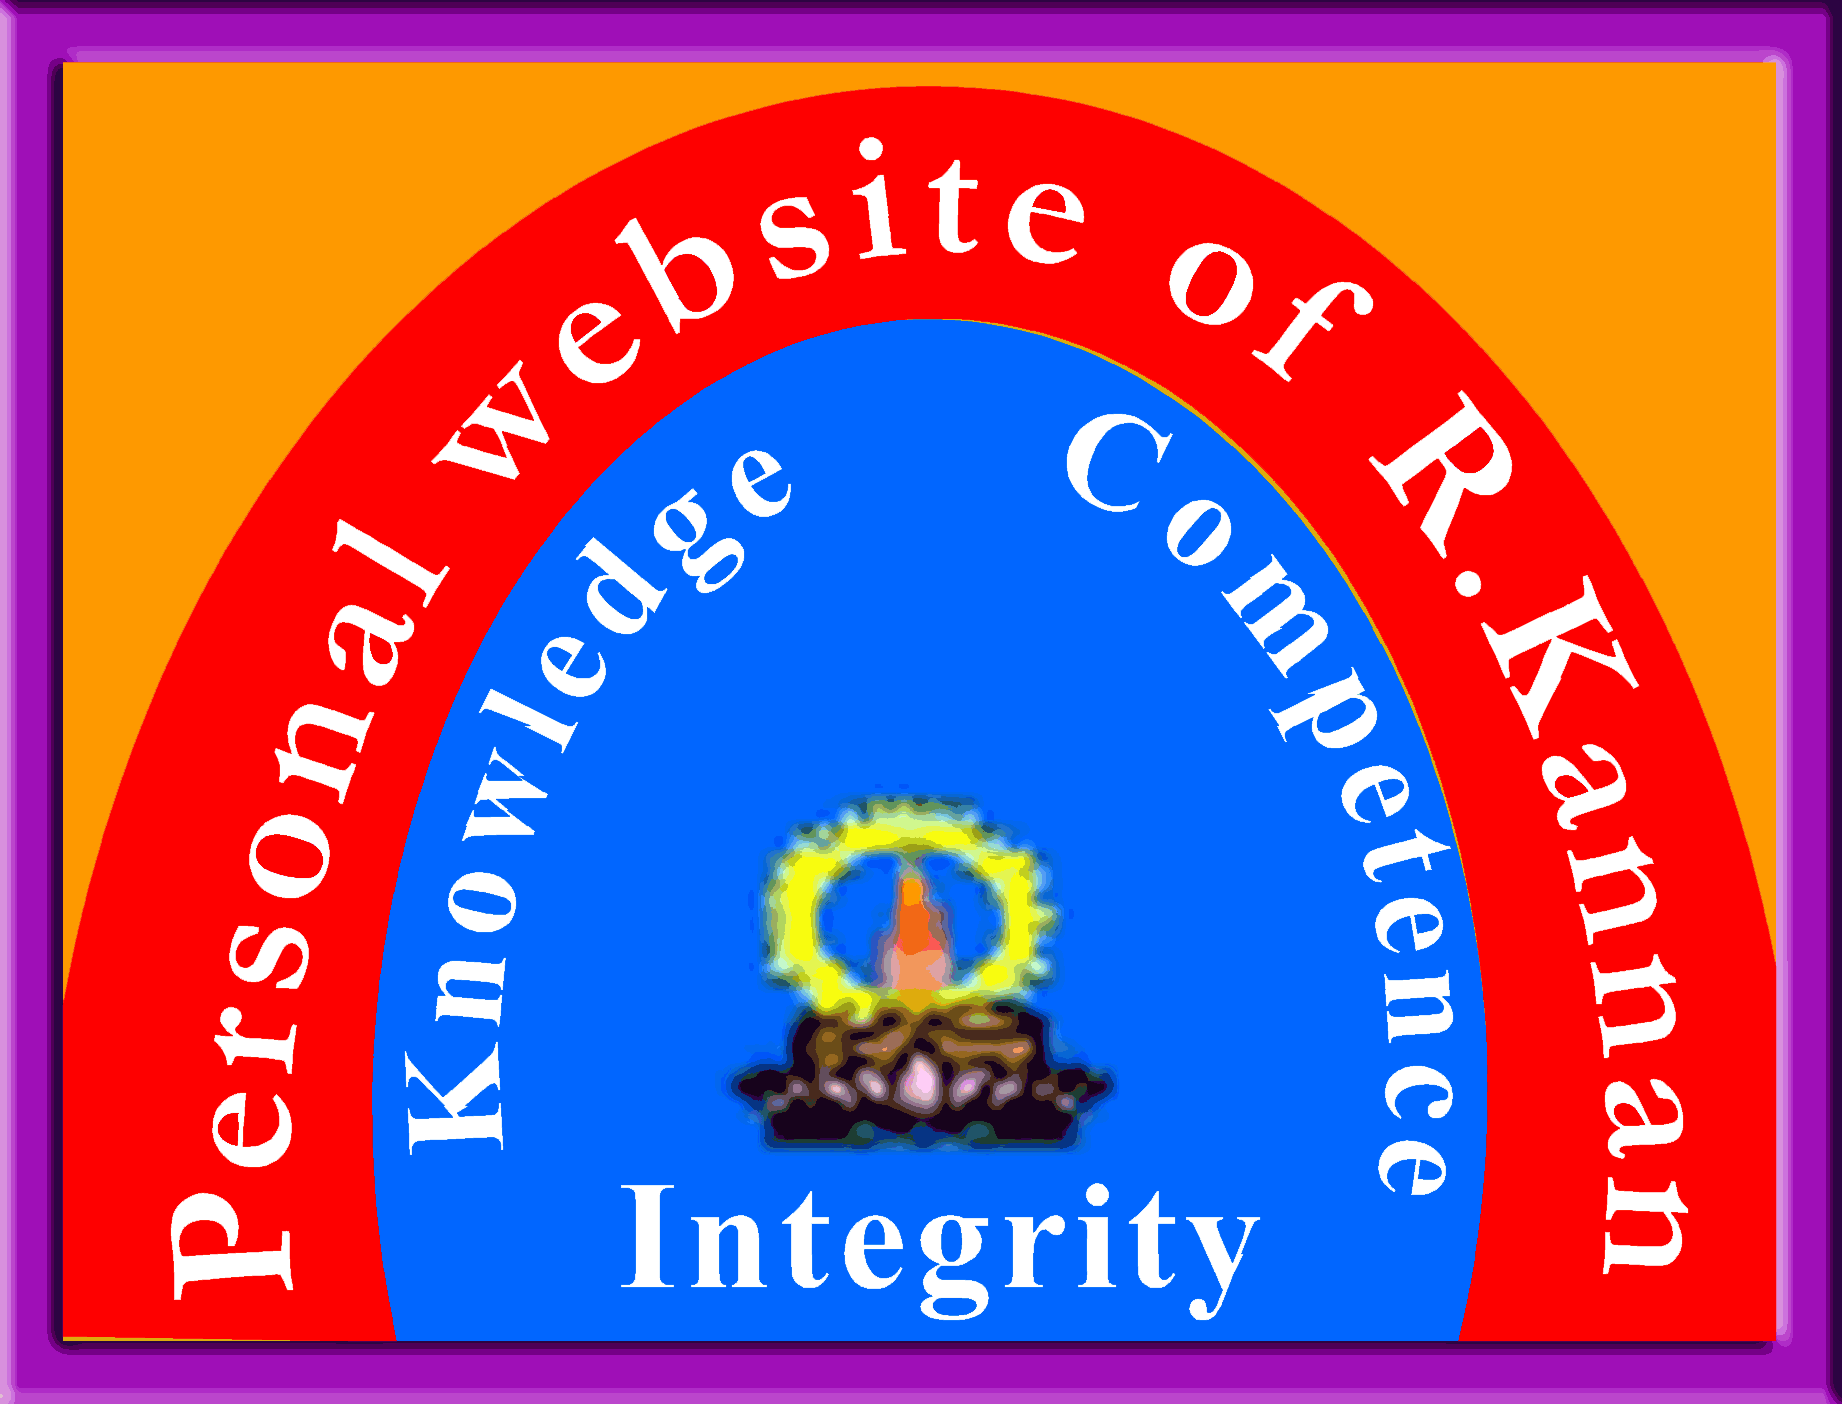 Personal website of R.Kannan
Knowledge Competence
Integrity